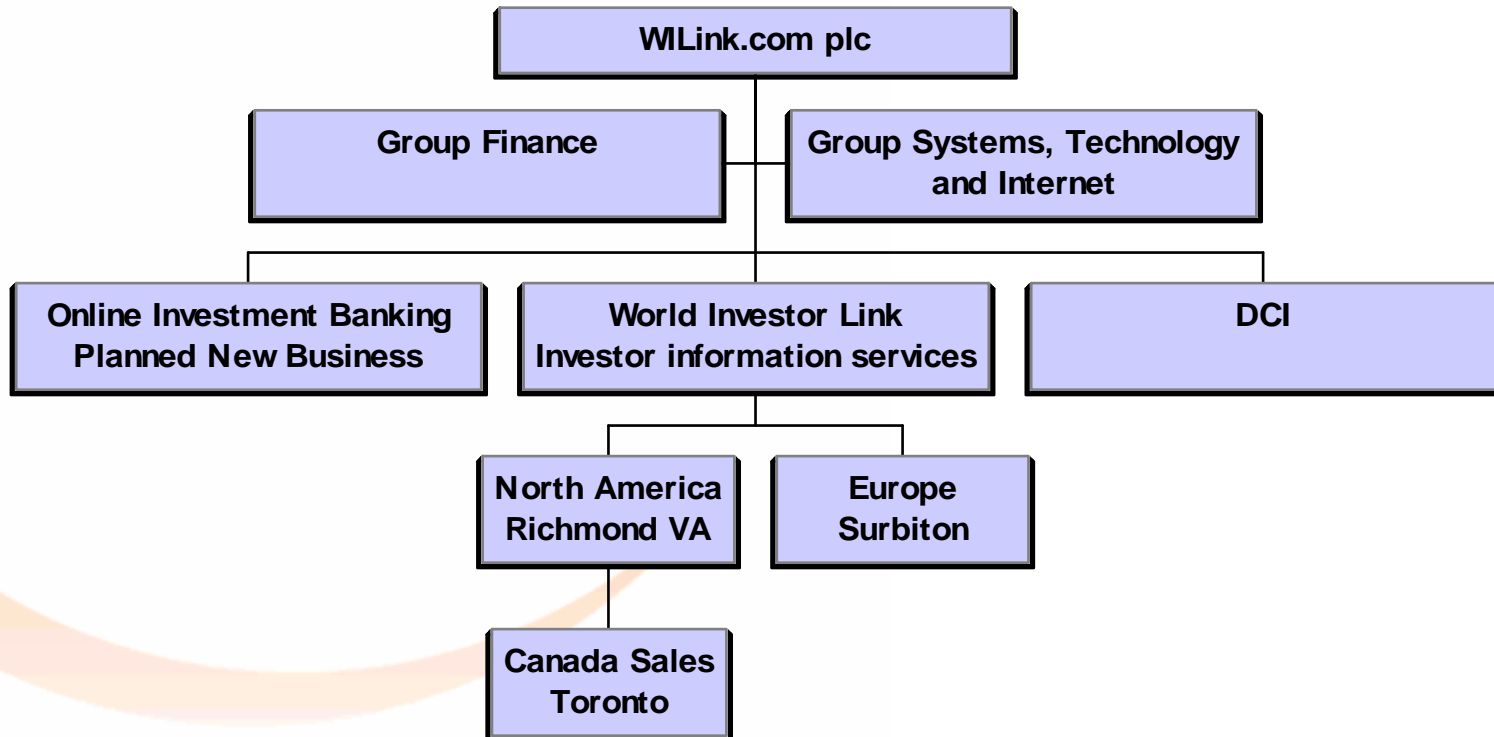 WILink.com plc
Group Finance
Group Systems, Technology
and Internet
Online Investment Banking
Planned New Business
World Investor Link
Investor information services
DCI
North America
Richmond VA
Europe
Surbiton
Canada Sales
Toronto